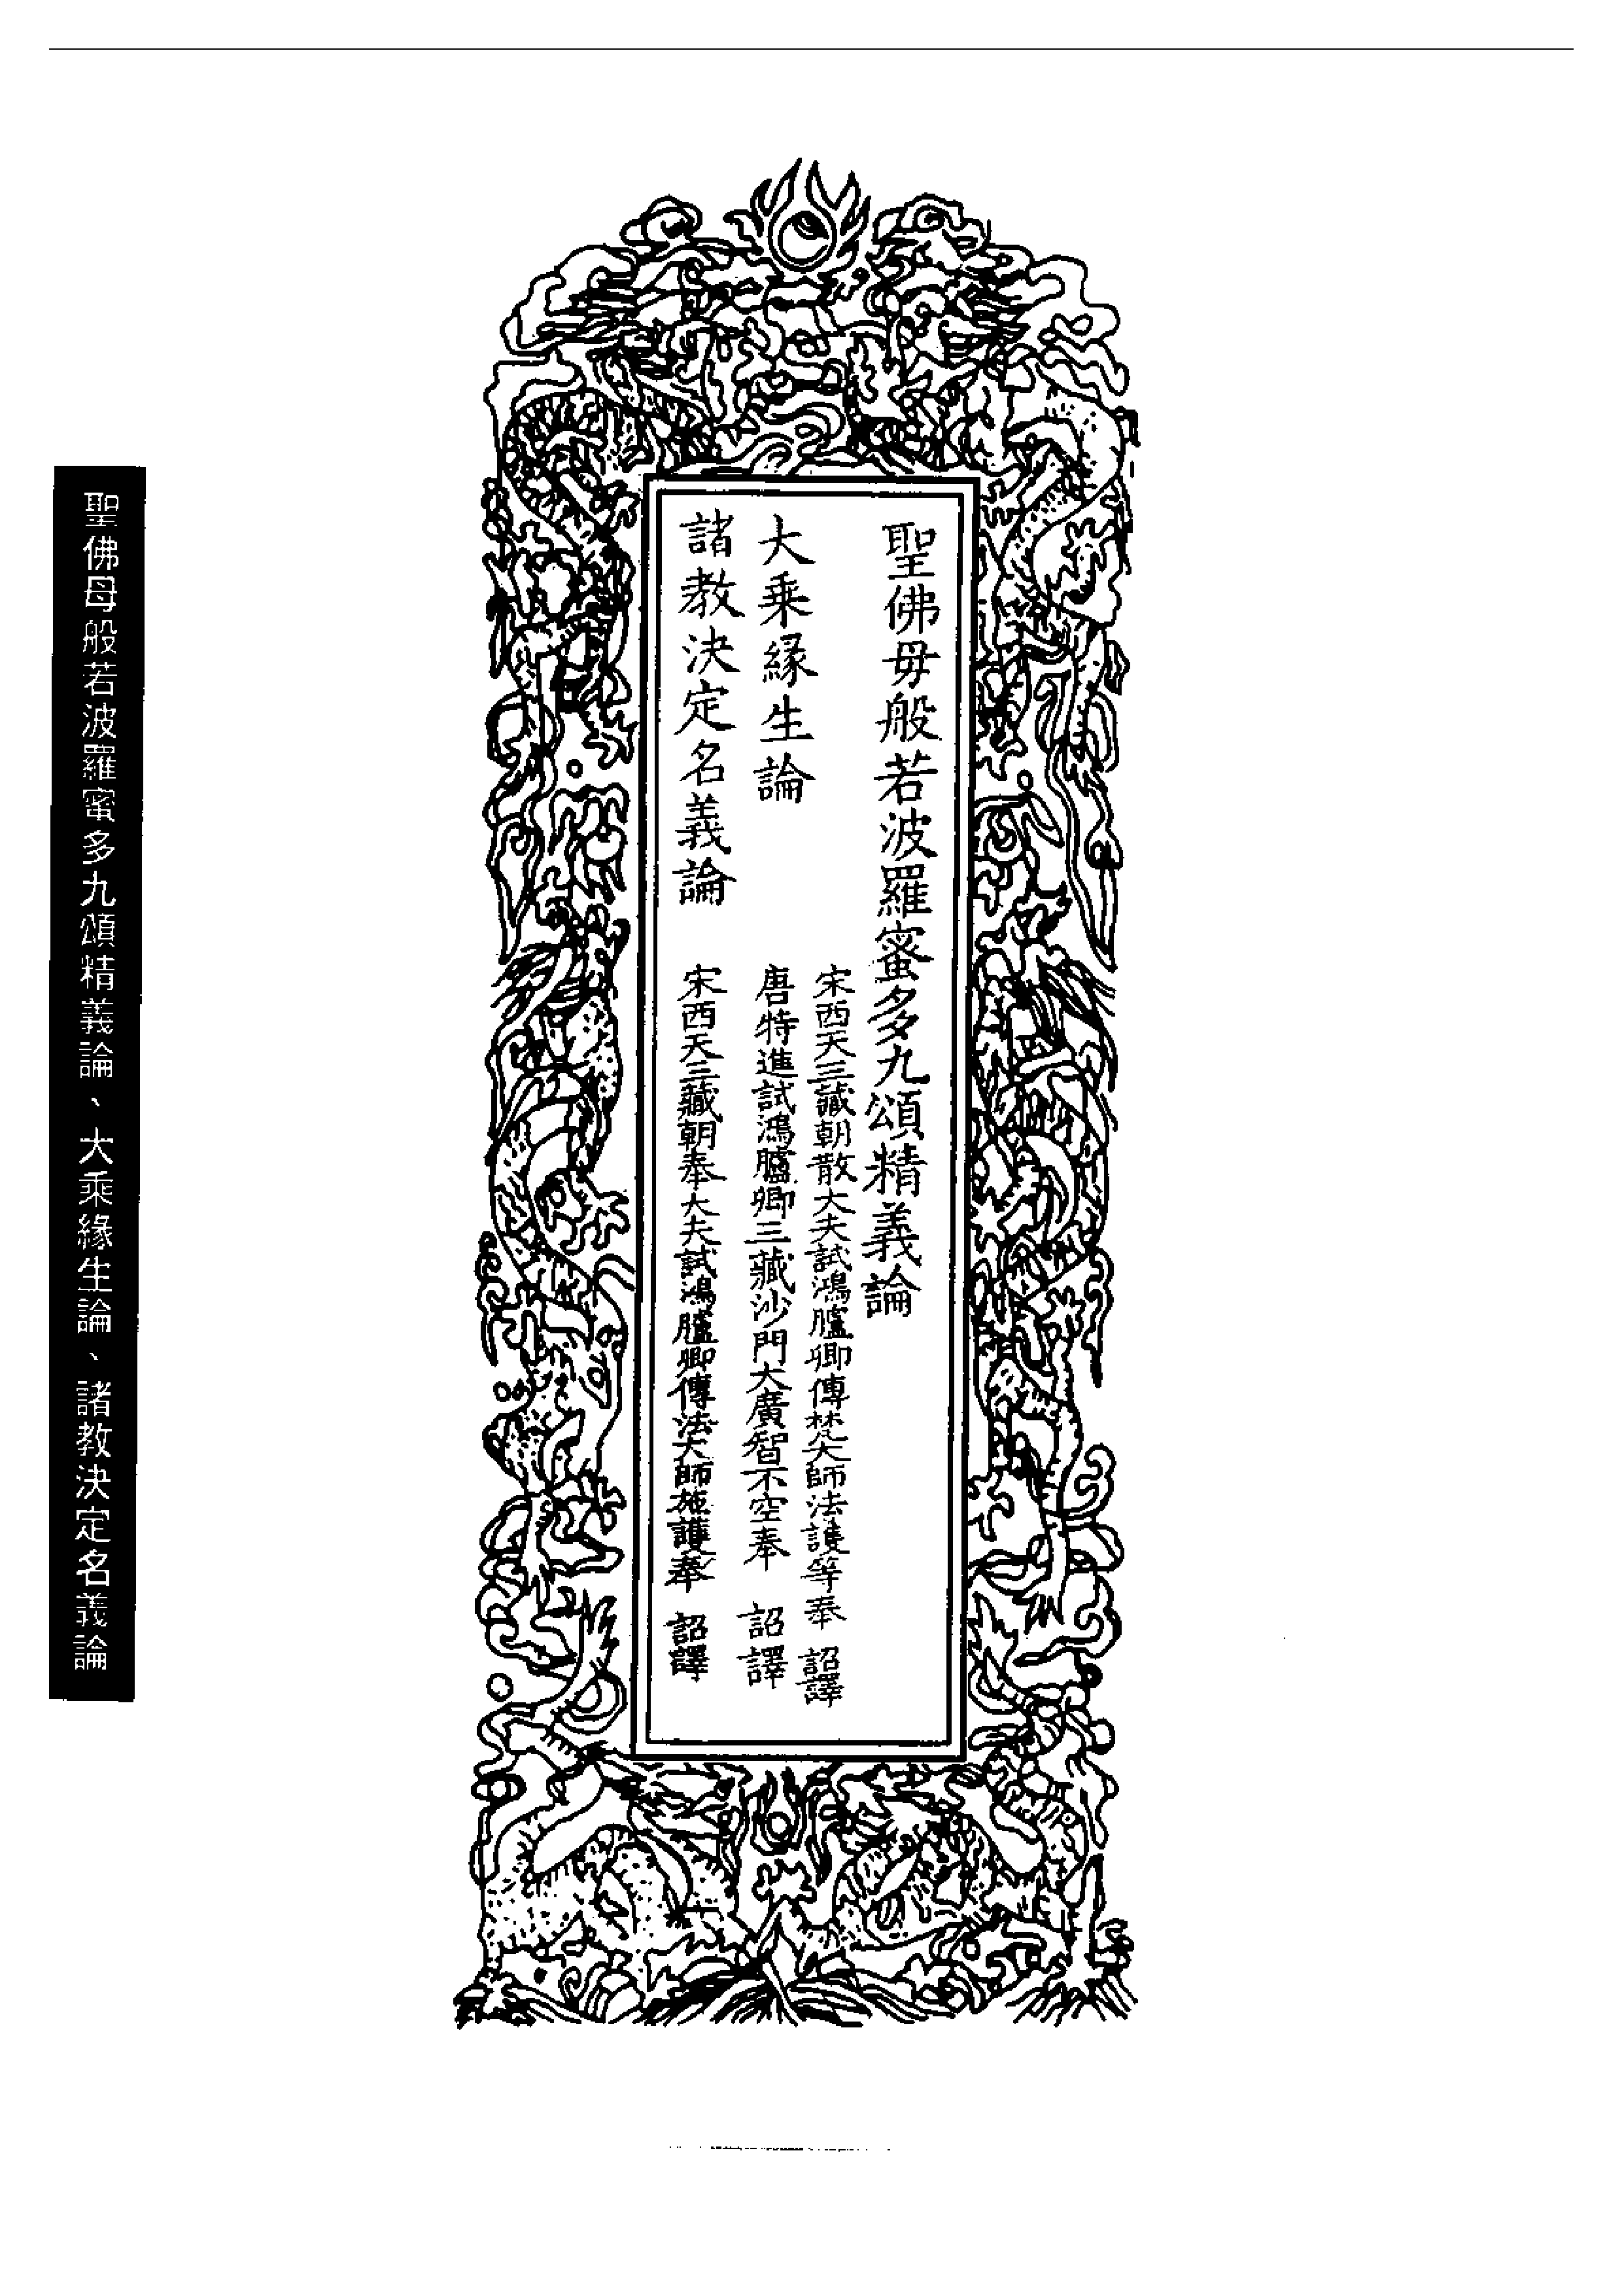 聖佛母般若波羅蜜多九頌精義論
宋西天三藏朝散大夫試鴻臚卿傳梵大師法護等奉 詔譯
大乘緣生論
唐特進試鴻臚卿三藏沙門大廣智不空奉 詔譯
諸教決定名義論
宋西天三藏朝奉大夫試鴻臚卿傳法大師施護奉 詔譯
聖佛母般若波羅蜜多九頌精義論、大乘緣生論、諸教決定名義論